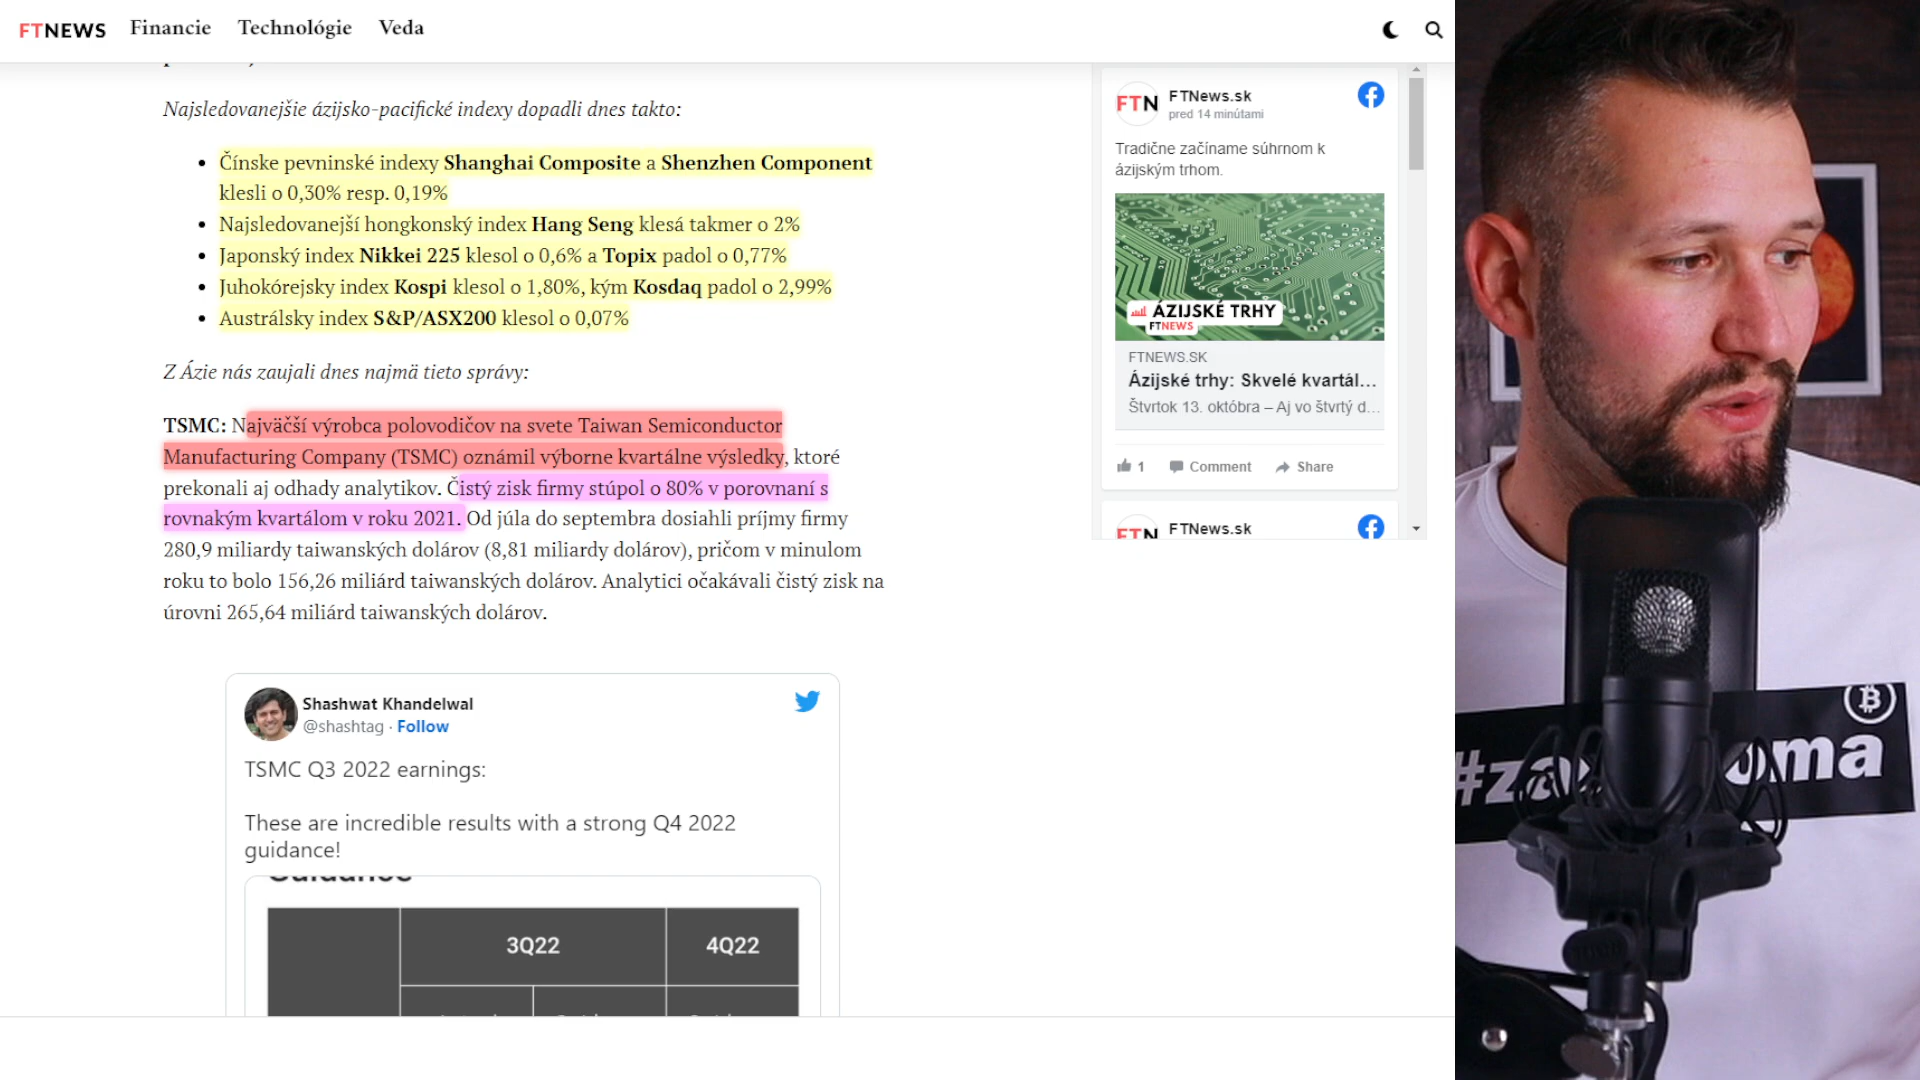 FTNEWS Financie Technológie Veda
Najsledovanejšie ázijsko-pacifické indexy dopadli dnes takto:
Čínske pevninské indexy Shanghai Composite a Shenzhen Component
klesli o 0,30% resp. 0,19%
Najsledovanejší hongkonský index Hang Seng klesá takmer o 2%
Japonský index Nikkei 225 klesol o 0,6% a Topix padol o 0,77%
Juhokórejsky index Kospi klesol o 1,80%, kým Kosdaq padol o 2,99%
Austrálsky index S&P/ASX200 klesol o 0,07%
Z Ázie nás zaujali dnes najmä tieto správy:
TSMC: Najväčší výrobca polovodičov na svete Taiwan Semiconductor
Manufacturing Company (TSMC) oznámil výborne kvartálne výsledky, ktoré
prekonali aj odhady analytikov. Čistý zisk firmy stúpol o 80% v porovnaní s
rovnakým kvartálom v roku 2021. Od júla do septembra dosiahli príjmy firmy
280,9 miliardy taiwanských dolárov (8,81 miliardy dolárov), pričom v minulom
roku to bolo 156,26 miliárd taiwanských dolárov. Analytici očakávali čistý zisk na
úrovni 265,64 miliárd taiwanských dolárov.
Shashwat Khandelwal
@shashtag · Follow
TSMC Q3 2022 earnings:
These are incredible results with a strong Q4 2022
guidance!
Guidance
3Q22 4Q22
FTN
FTNews.sk
pred 14 minútami
Tradične začíname súhrnom k
ázijským trhom.
ÁZIJSKÉ TRHY
FTNEWS
FTNEWS.SK
Ázijské trhy: Skvelé kvartál...
Štvrtok 13. októbra – Aj vo štvrtý d...
1 Comment Share
FTN
FTNews.sk